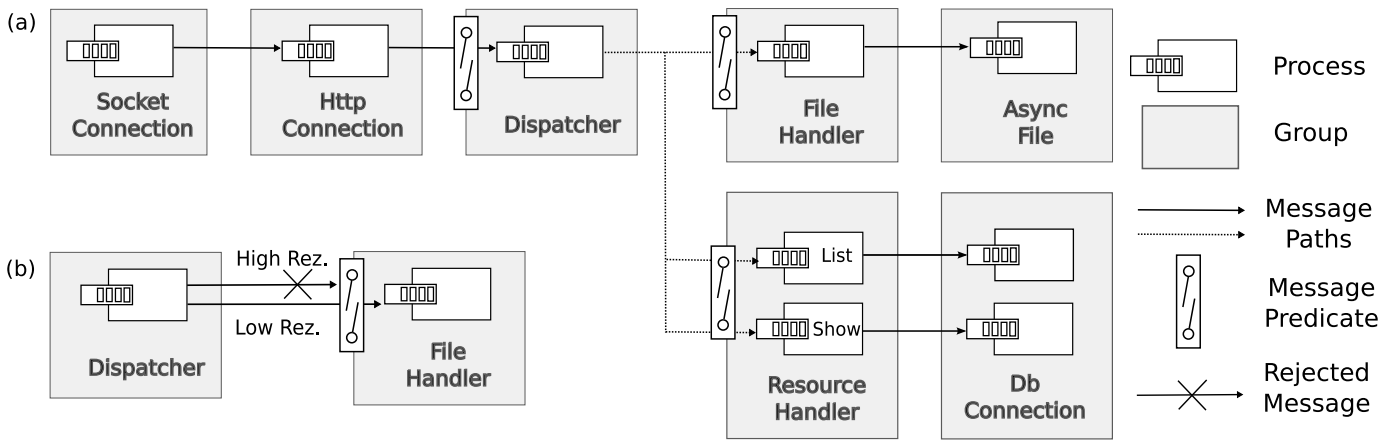 (a)
Socket
Connection
Http
Connection
Dispatcher
File
Handler
Async
File
List
Show
Resource
Handler
Db
Connection
(b)
Dispatcher
High Rez.
Low Rez.
File
Handler
Process
Group
Message
Paths
Message
Predicate
Rejected
Message